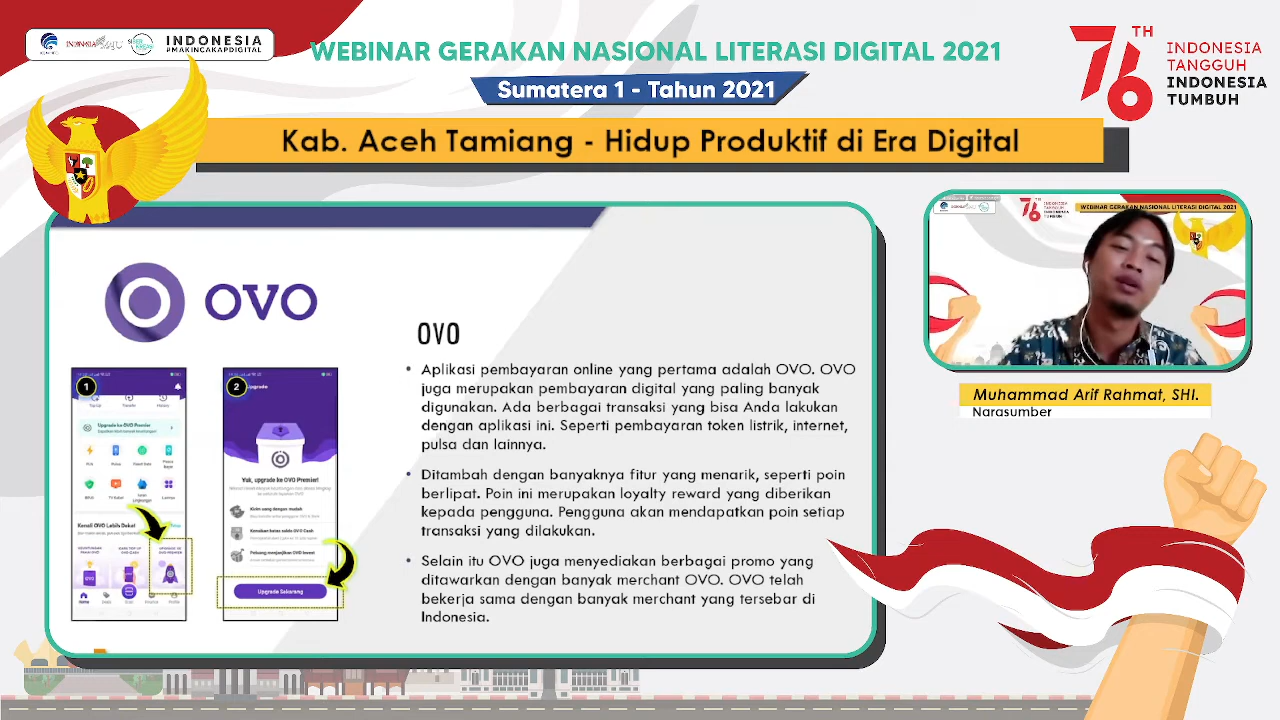 INDONESIA
#MAKINCAKAPDIGITAL
WEBINAR GERAKAN NASIONAL LITERASI DIGITAL 2021
Sumatera 1 - Tahun 2021
76 TH
INDONESIA
TANGGUH
INDONESIA
TUMBUH
Kab. Aceh Tamiang - Hidup Produktif di Era Digital
OVO
OVO
• Aplikasi pembayaran online yang pertama adalah OVO. OVO
juga merupakan pembayaran digital yang paling banyak
digunakan. Ada berbagai transaksi yang bisa Anda lakukan
dengan aplikasi ini. Seperti pembayaran token listrik, internet,
pulsa dan lainnya.
• Ditambah dengan banyaknya fitur yang menarik, seperti poin
berlipat. Poin ini merupakan loyalty reward yang diberikan
kepada pengguna. Pengguna akan mendapatkan poin setiap
transaksi yang dilakukan.
• Selain itu OVO juga menyediakan berbagai promo yang
ditawarkan dengan banyak merchant OVO. OVO telah
bekerja sama dengan banyak merchant yang tersebar di
Indonesia.
1
Upgrade ke OVO Premier
Kenali OVO Lebih Dekat
2
Upgrade
Yuk, upgrade ke OVO Premier!
Upgrade Sekarang
WEBINAR GERAKAN NASIONAL LITERASI DIGITAL 2021
Muhammad Arif Rahmat, SHI.
Narasumber